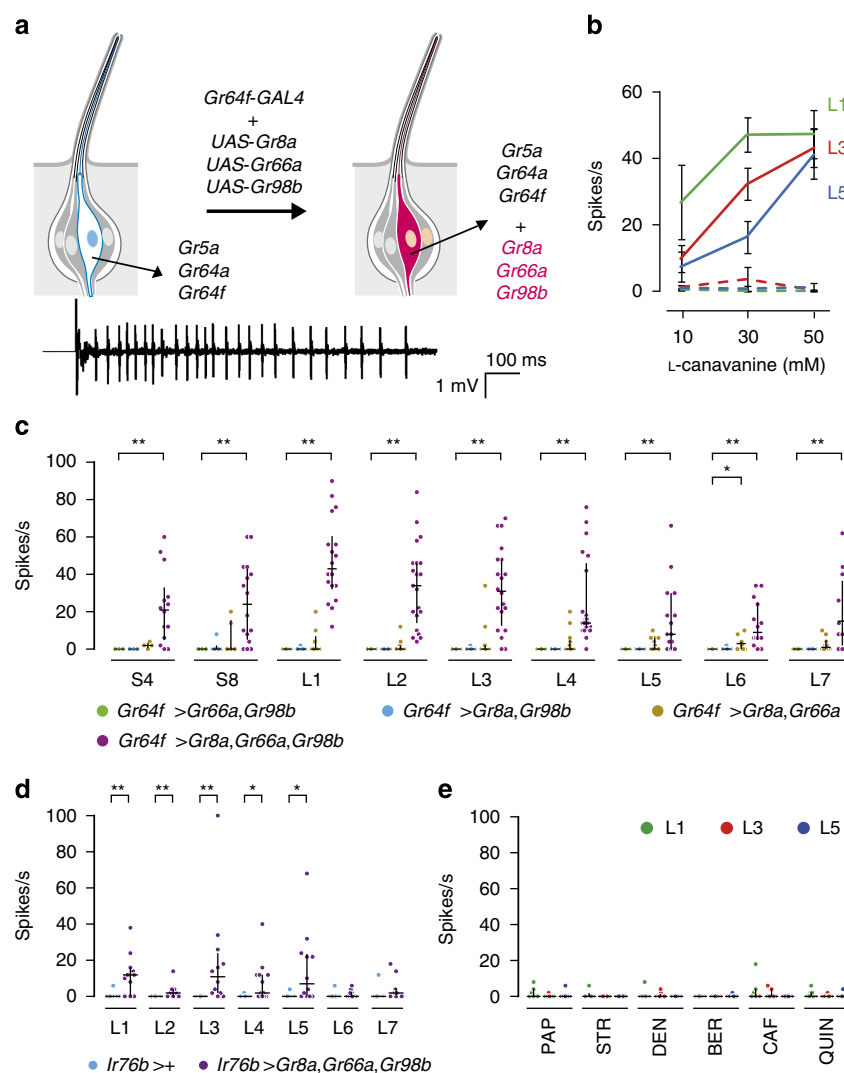 a
Gr64f-GAL4
+
UAS-Gr8a
UAS-Gr66a
UAS-Gr98b
Gr5a
Gr64a
Gr64f
Gr5a
Gr64a
Gr64f
+
Gr8a
Gr66a
Gr98b
100 ms
1 mV
b
60
40
20
0
Spikes/s
L1
L3
L5
10 30 50
L-canavanine (mM)
c
** ** ** ** ** ** ** ** **
*
100
80
60
40
20
0
Spikes/s
S4 S8 L1 L2 L3 L4 L5 L6 L7
Gr64f >Gr66a,Gr98b
Gr64f >Gr8a,Gr98b
Gr64f >Gr8a,Gr66a
Gr64f >Gr8a,Gr66a,Gr98b
d
** ** ** * *
100
80
60
40
20
0
Spikes/s
L1 L2 L3 L4 L5 L6 L7
Ir76b>+
Ir76b>Gr8a,Gr66a,Gr98b
e
L1 L3 L5
100
80
60
40
20
0
Spikes/s
PAP STR DEN BER CAF QUIN